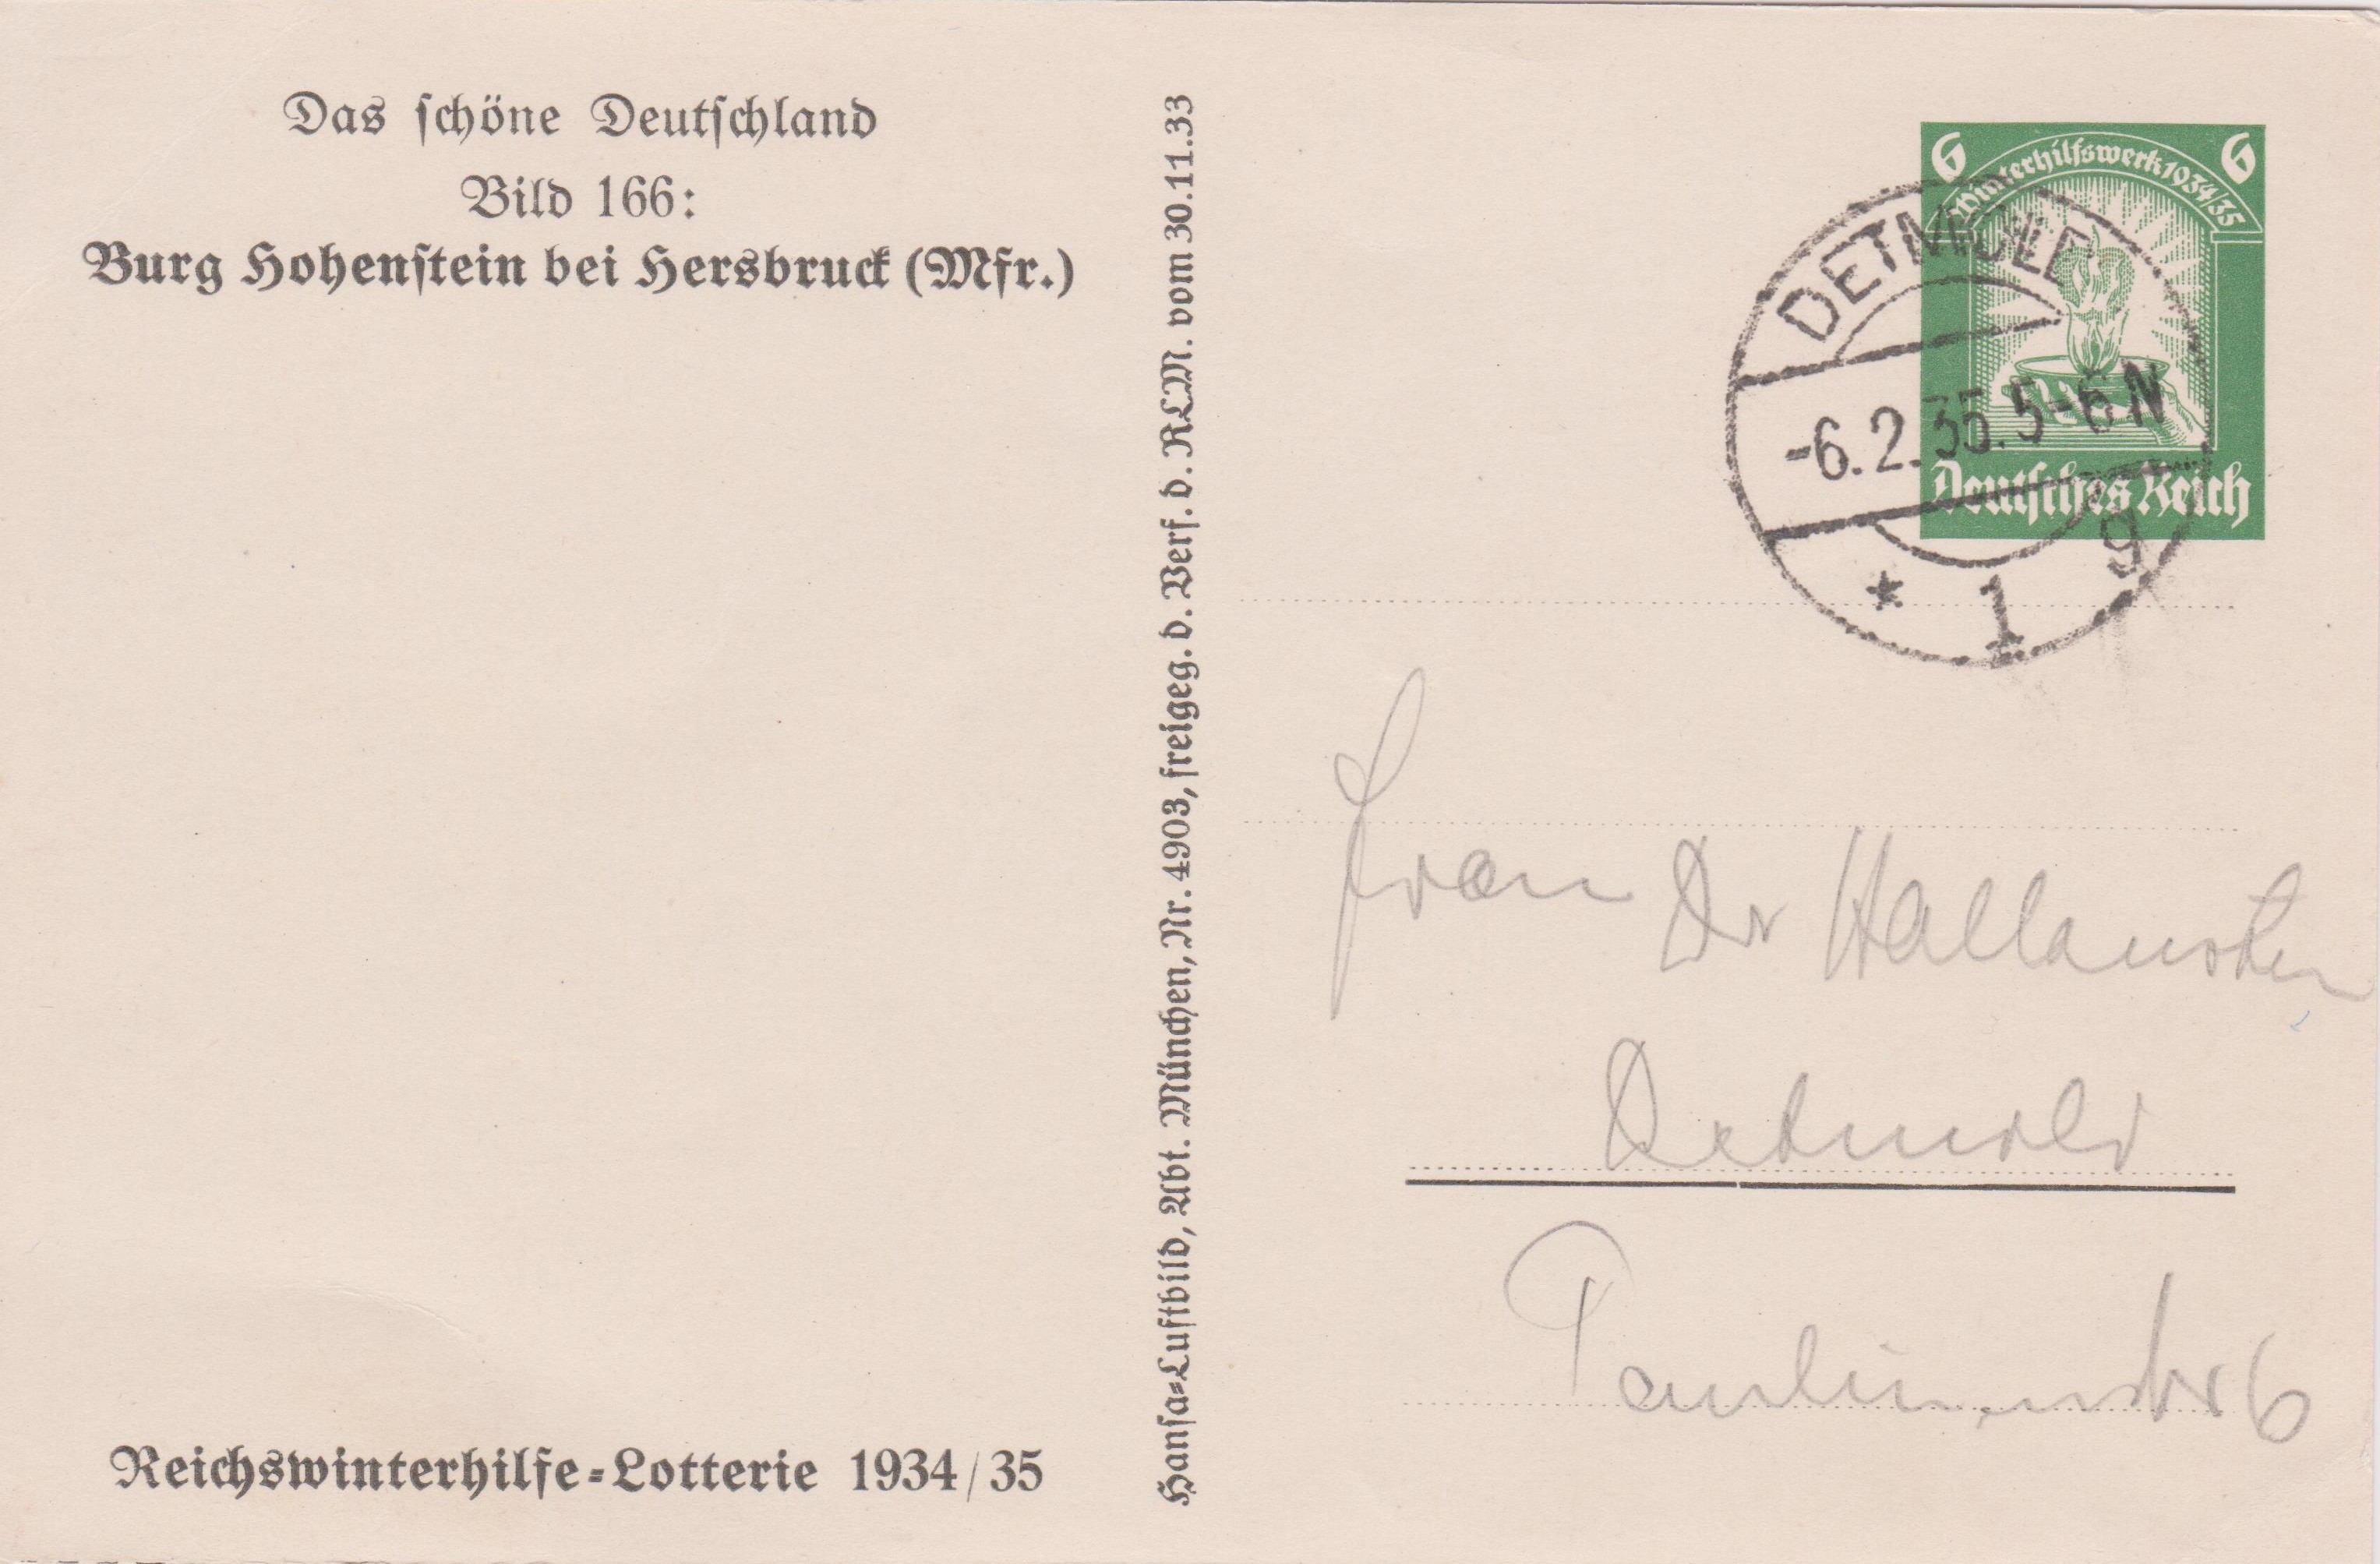 Das schöne Deutschland
Bild 166:
Burg Hohenstein bei Hersbruck (Mfr.)
Reichswinterhilfe-Lotterie 1934/35
Hansa-Luftbild, Abt. München, Nr. 4903, freigeg. d. Verf. d. RLM. vom 30.11.33
6 6
Winterhilfswerk 1934/35
Deutsches Reich
DETMOLD
-6.2.35.5-6 N
* 1 g
Frau Dr
Detmold
Paulinenstr 6